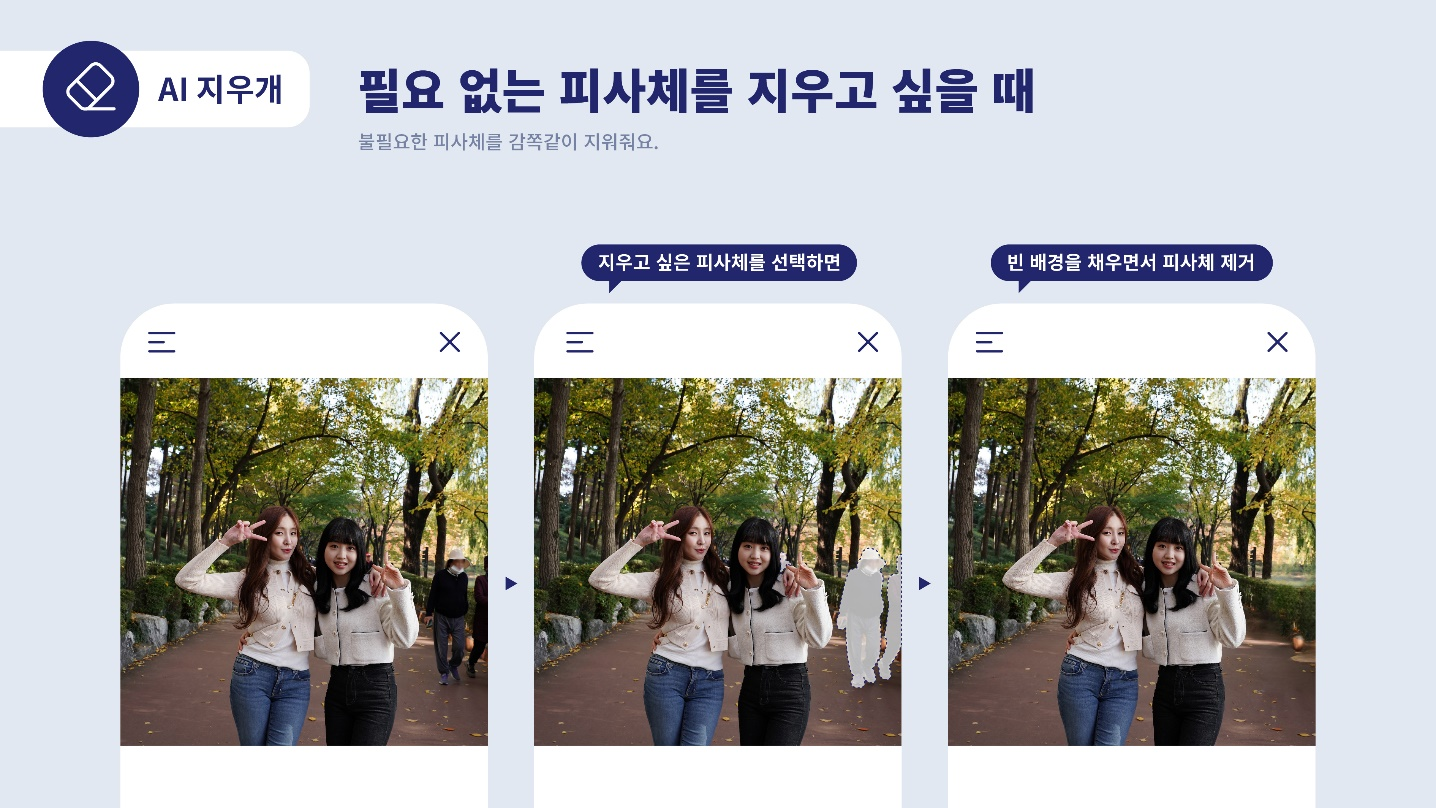 AI 지우개
필요 없는 피사체를 지우고 싶을 때
불필요한 피사체를 감쪽같이 지워줘요.
지우고 싶은 피사체를 선택하면
빈 배경을 채우면서 피사체 제거